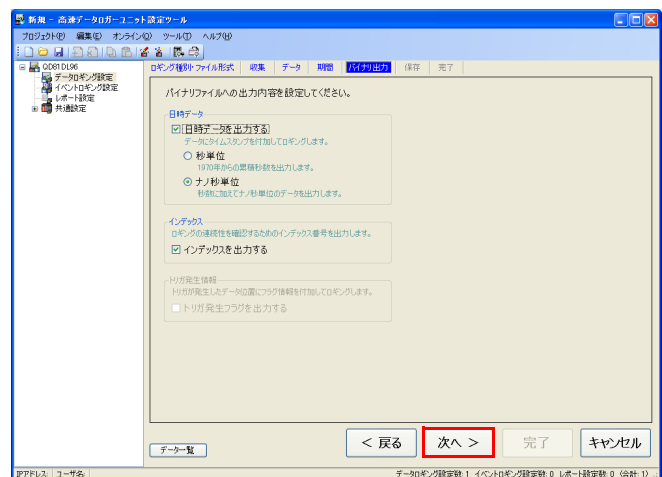 新規 - 高速データロガーユニット設定ツール
プロジェクト(P) 編集(E) オンライン(O) ツール(T) ヘルプ(H)
QD81DL96
データロギング設定
イベントロギング設定
レポート設定
共通設定
ロギング種別・ファイル形式 収集 データ 期間 バイナリ出力 保存 完了
バイナリファイルへの出力内容を設定してください。
日時データ
日時データを出力する
データにタイムスタンプを付加してロギングします。
秒単位
1970年からの累積秒数を出力します。
ナノ秒単位
秒数に加えてナノ秒単位のデータを出力します。
インデックス
ロギングの連続性を確認するためのインデックス番号を出力します。
インデックスを出力する
トリガ発生情報
トリガが発生したデータ位置にフラグ情報を付加してロギングします。
トリガ発生フラグを出力する
データ一覧
< 戻る 次へ > 完了 キャンセル
IPアドレス: ユーザ名: データロギング設定数: 1 イベントロギング設定数: 0 レポート設定数: 0 (合計: 1)